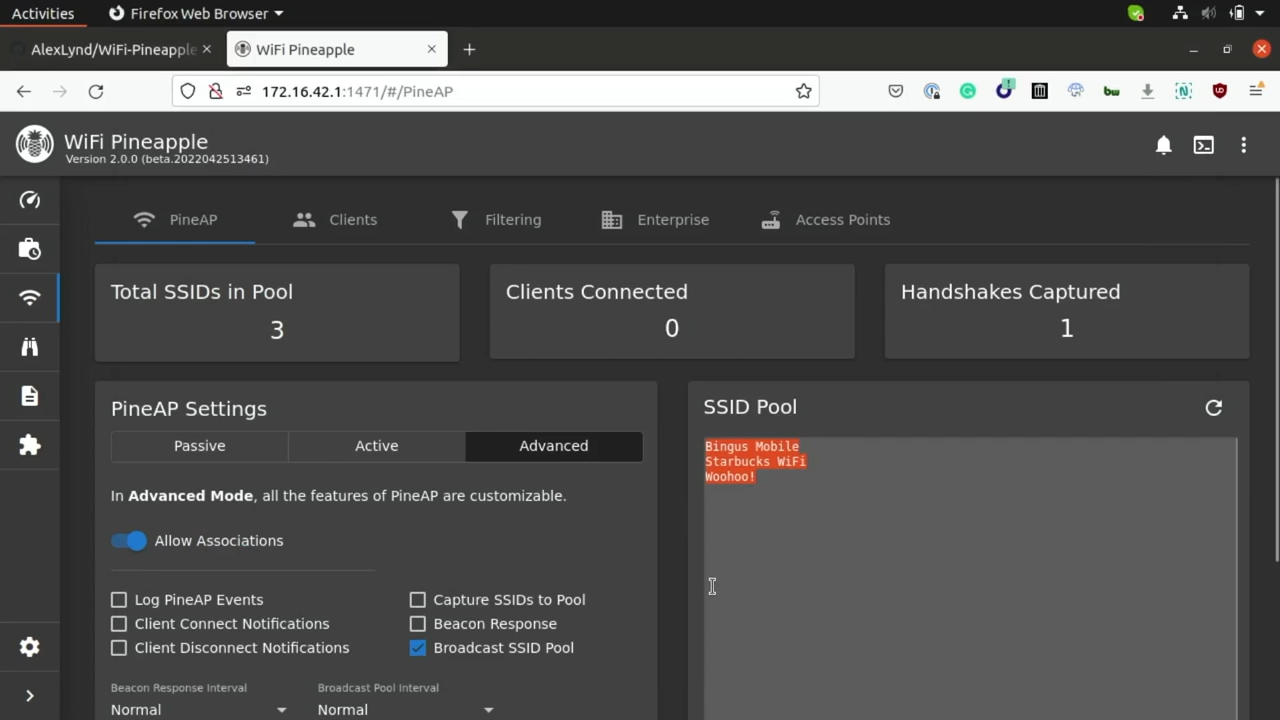 Activities
Firefox Web Browser
AlexLynd/WiFi-Pineapple
WiFi Pineapple
172.16.42.1:1471/#/PineAP
WiFi Pineapple
Version 2.0.0 (beta.2022042513461)
PineAP
Clients
Filtering
Enterprise
Access Points
Total SSIDs in Pool
3
Clients Connected
0
Handshakes Captured
1
PineAP Settings
Passive
Active
Advanced
In Advanced Mode, all the features of PineAP are customizable.
Allow Associations
Log PineAP Events
Capture SSIDs to Pool
Client Connect Notifications
Beacon Response
Client Disconnect Notifications
Broadcast SSID Pool
Beacon Response Interval
Broadcast Pool Interval
Normal
Normal
SSID Pool
Bingus Mobile
Starbucks WiFi
Woohoo!